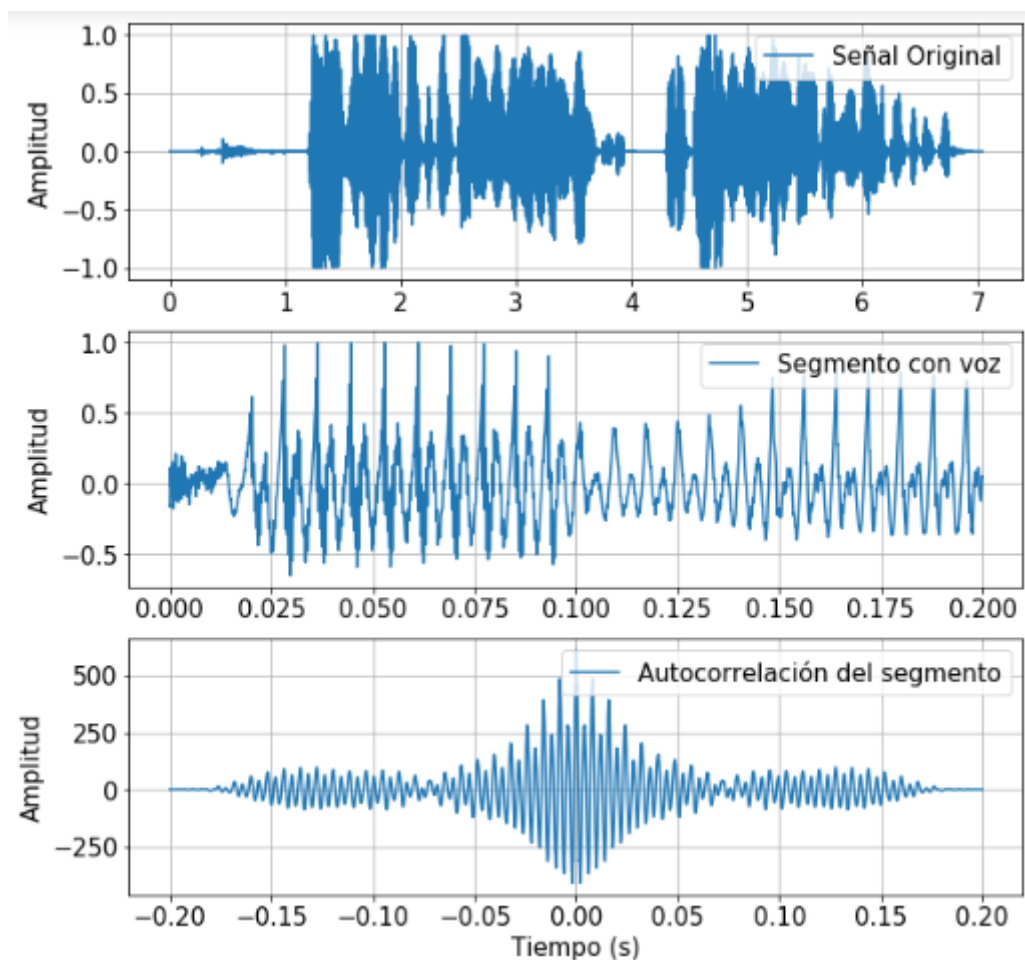 Señal Original
Amplitud
1.0
0.5
0.0
−0.5
−1.0
0 1 2 3 4 5 6 7
Segmento con voz
Amplitud
1.0
0.5
0.0
−0.5
0.000 0.025 0.050 0.075 0.100 0.125 0.150 0.175 0.200
Autocorrelación del segmento
Amplitud
500
250
0
−250
−0.20 −0.15 −0.10 −0.05 0.00 0.05 0.10 0.15 0.20
Tiempo (s)